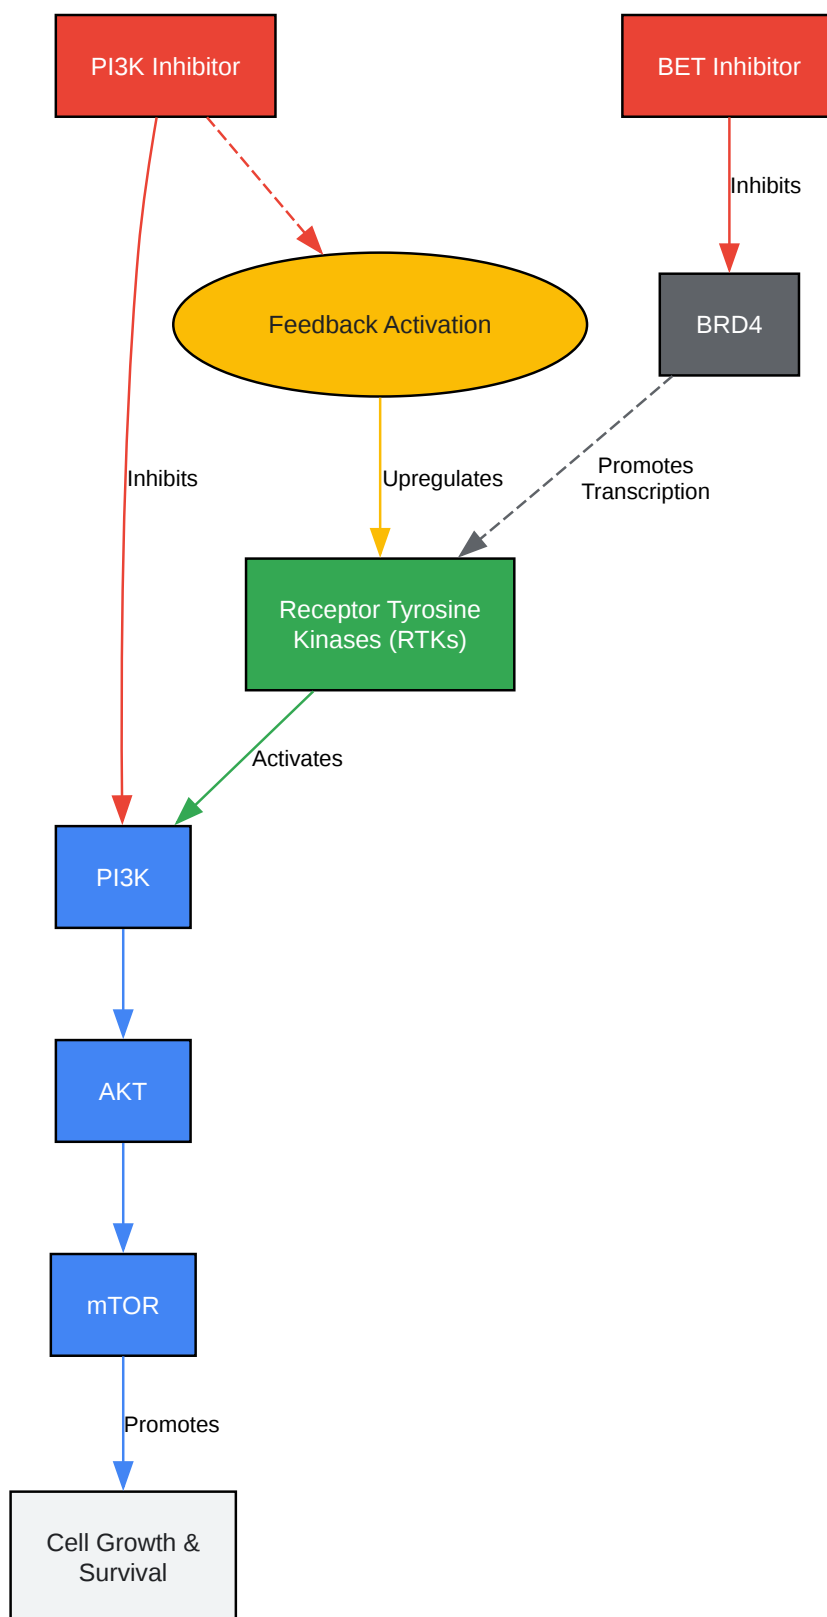 PI3K Inhibitor
BET Inhibitor
Inhibits
Feedback Activation
BRD4
Inhibits
Upregulates
Promotes
Transcription
Receptor Tyrosine
Kinases (RTKs)
Activates
PI3K
AKT
mTOR
Promotes
Cell Growth &
Survival